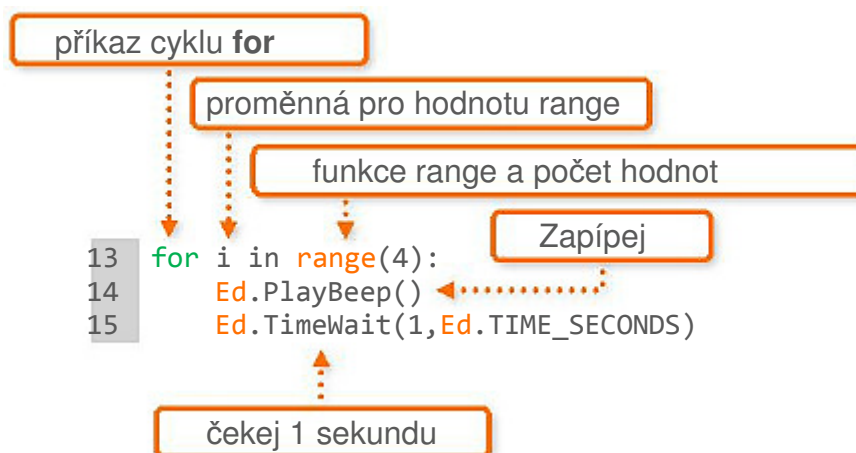 příkaz cyklu for
proměnná pro hodnotu range
funkce range a počet hodnot
Zapípej
13 for i in range(4):
14 Ed.PlayBeep()
15 Ed.TimeWait(1,Ed.TIME_SECONDS)
čekej 1 sekundu